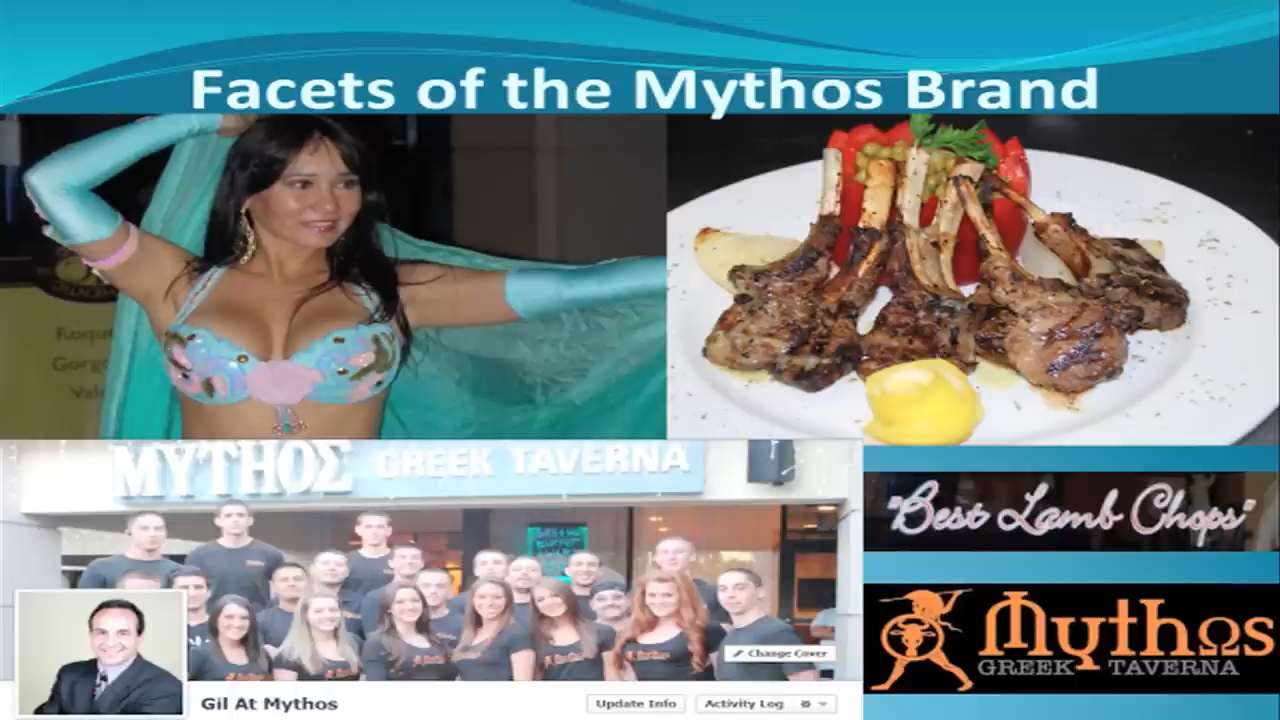 Facets of the Mythos Brand
ΜΥΤΗΟΣ GREEK TAVERNA
"Best Lamb Chops"
Change Cover
Mythos
GREEK TAVERNA
Gil At Mythos
Update Info
Activity Log